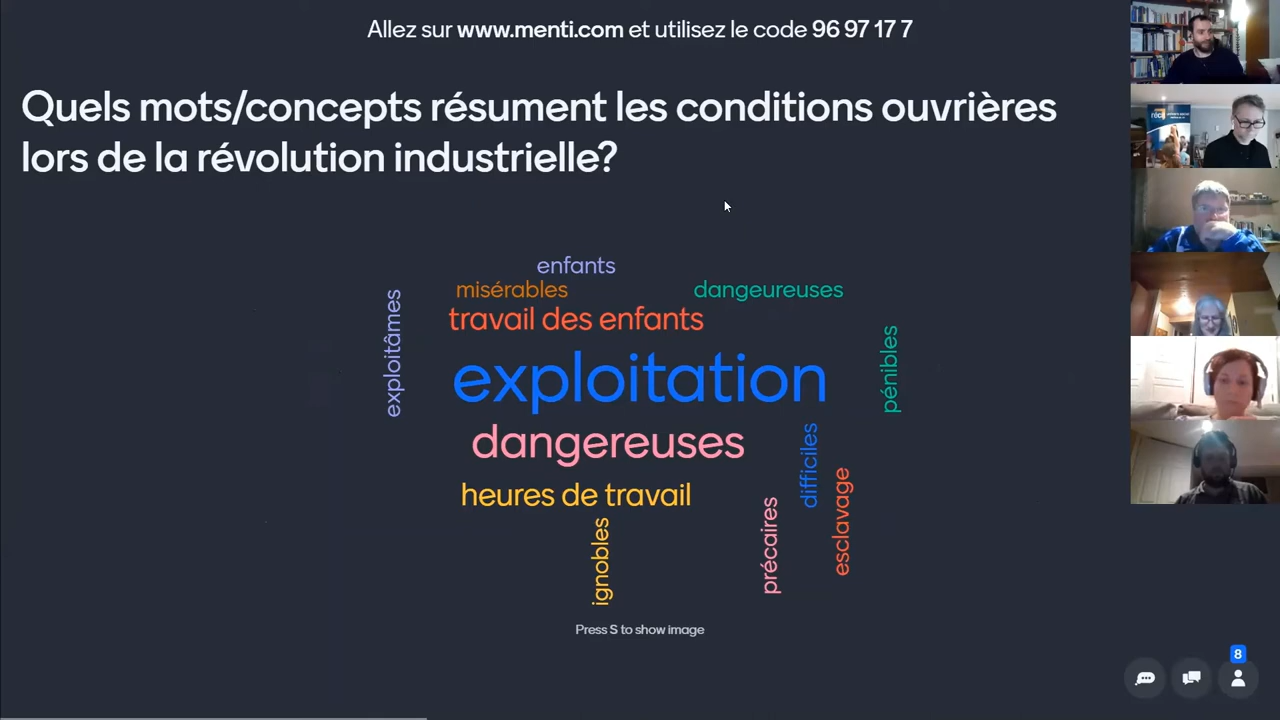 Allez sur www.menti.com et utilisez le code 96 97 17 7
Quels mots/concepts résument les conditions ouvrières
lors de la révolution industrielle?
enfants
misérables
dangeureuses
travail des enfants
exploitâmes
exploitation
pénibles
dangereuses
difficiles
heures de travail
esclavage
précaires
ignobles
Press S to show image
8
récit